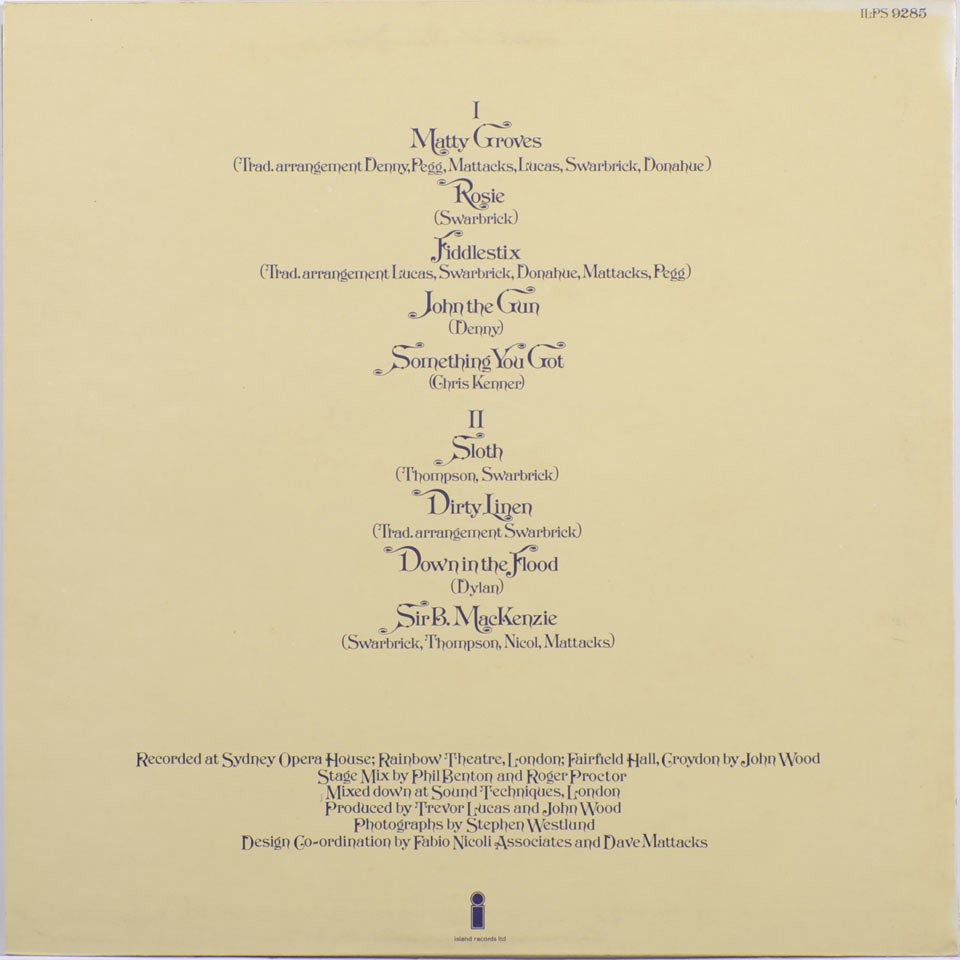 ILPS 9285
I
Matty Groves
(Trad. arrangement Denny, Pegg, Mattacks, Lucas, Swarbrick, Donahue)
Rosie
(Swarbrick)
Fiddlestix
(Trad. arrangement Lucas, Swarbrick, Donahue, Mattacks, Pegg)
John the Gun
(Denny)
Something You Got
(Chris Kenner)
II
Sloth
(Thompson, Swarbrick)
Dirty Linen
(Trad. arrangement Swarbrick)
Down in the Flood
(Dylan)
Sir B. MacKenzie
(Swarbrick, Thompson, Nicol, Mattacks)
Recorded at Sydney Opera House; Rainbow Theatre, London; Fairfield Hall, Croydon by John Wood
Stage Mix by Phil Benton and Roger Proctor
Mixed down at Sound Techniques, London
Produced by Trevor Lucas and John Wood
Photographs by Stephen Westlund
Design Co-ordination by Fabio Nicoli Associates and Dave Mattacks
island records ltd